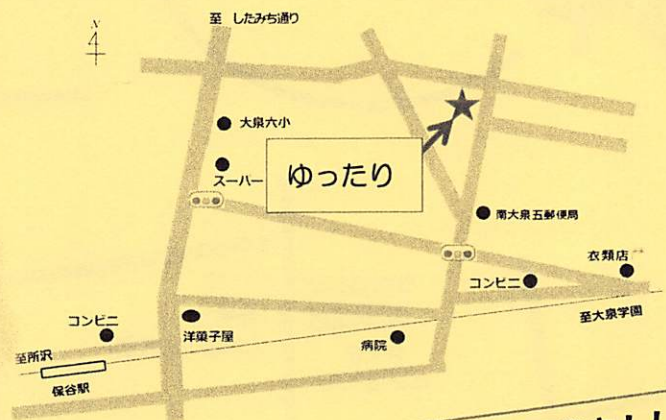 至 したみち通り
N
大泉六小
スーパー
ゆったり
南大泉五郵便局
衣類店
コンビニ
至大泉学園
コンビニ
洋菓子屋
病院
至所沢
保谷駅